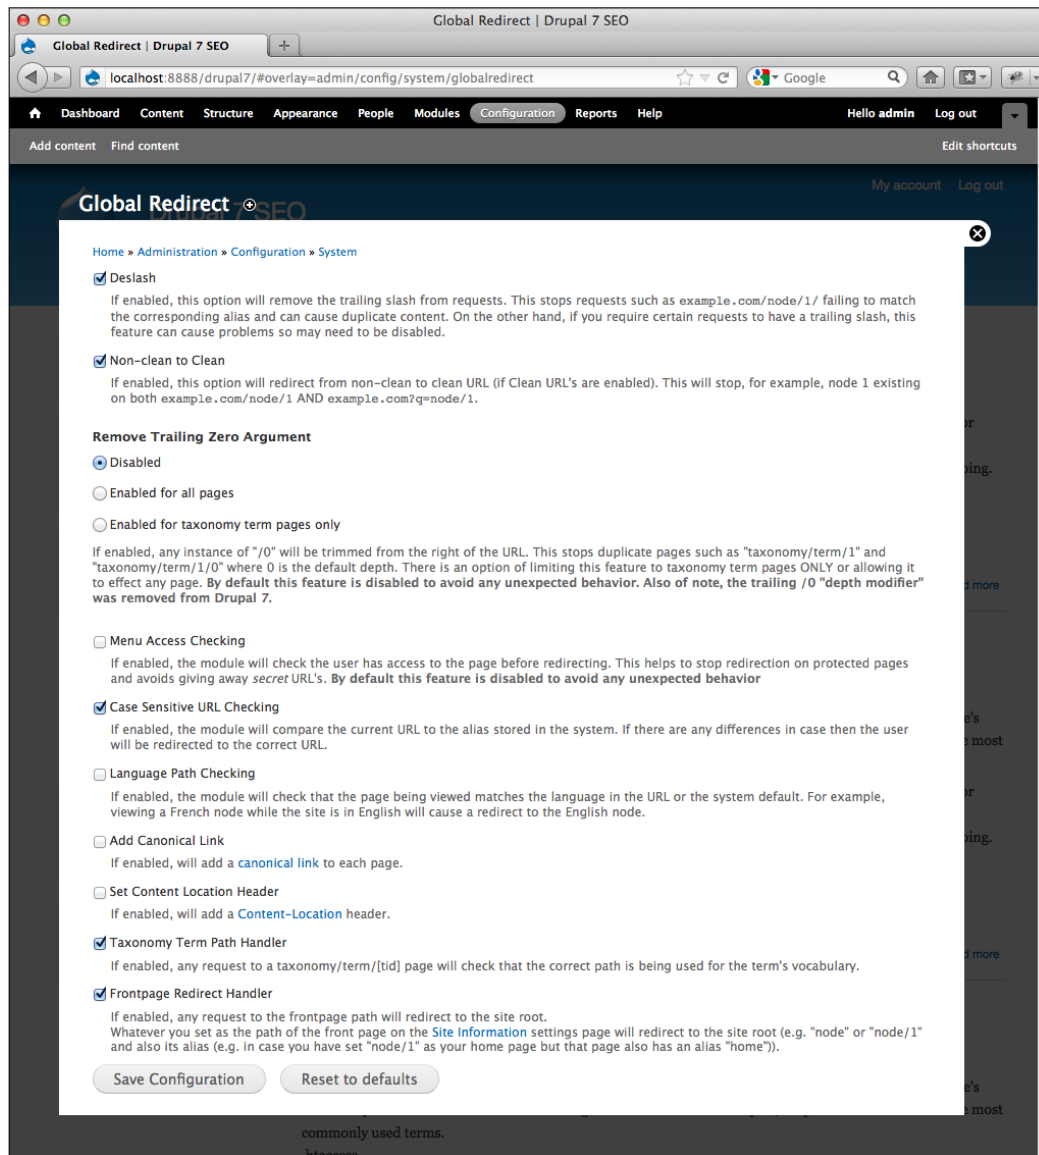 Global Redirect | Drupal 7 SEO
Global Redirect | Drupal 7 SEO
localhost:8888/drupal7/#overlay=admin/config/system/globalredirect
Google
Dashboard Content Structure Appearance People Modules Configuration Reports Help Hello admin Log out
Add content Find content Edit shortcuts
My account Log out
Global Redirect
Drupal 7 SEO
Home » Administration » Configuration » System
Deslash
If enabled, this option will remove the trailing slash from requests. This stops requests such as example.com/node/1/ failing to match
the corresponding alias and can cause duplicate content. On the other hand, if you require certain requests to have a trailing slash, this
feature can cause problems so may need to be disabled.
Non-clean to Clean
If enabled, this option will redirect from non-clean to clean URL (if Clean URL's are enabled). This will stop, for example, node 1 existing
on both example.com/node/1 AND example.com?q=node/1.
or
Remove Trailing Zero Argument
Disabled
ping.
Enabled for all pages
Enabled for taxonomy term pages only
If enabled, any instance of "/0" will be trimmed from the right of the URL. This stops duplicate pages such as "taxonomy/term/1" and
"taxonomy/term/1/0" where 0 is the default depth. There is an option of limiting this feature to taxonomy term pages ONLY or allowing it
to effect any page. By default this feature is disabled to avoid any unexpected behavior. Also of note, the trailing /0 "depth modifier"
was removed from Drupal 7.
d more
Menu Access Checking
If enabled, the module will check the user has access to the page before redirecting. This helps to stop redirection on protected pages
and avoids giving away secret URL's. By default this feature is disabled to avoid any unexpected behavior
Case Sensitive URL Checking
e's
If enabled, the module will compare the current URL to the alias stored in the system. If there are any differences in case then the user
will be redirected to the correct URL.
e most
Language Path Checking
If enabled, the module will check that the page being viewed matches the language in the URL or the system default. For example,
viewing a French node while the site is in English will cause a redirect to the English node.
or
Add Canonical Link
ping.
If enabled, will add a canonical link to each page.
Set Content Location Header
If enabled, will add a Content-Location header.
Taxonomy Term Path Handler
d more
If enabled, any request to a taxonomy/term/[tid] page will check that the correct path is being used for the term's vocabulary.
Frontpage Redirect Handler
If enabled, any request to the frontpage path will redirect to the site root.
Whatever you set as the path of the front page on the Site Information settings page will redirect to the site root (e.g. "node" or "node/1"
and also its alias (e.g. in case you have set "node/1" as your home page but that page also has an alias "home")).
Save Configuration Reset to defaults
e's
e most
commonly used terms.